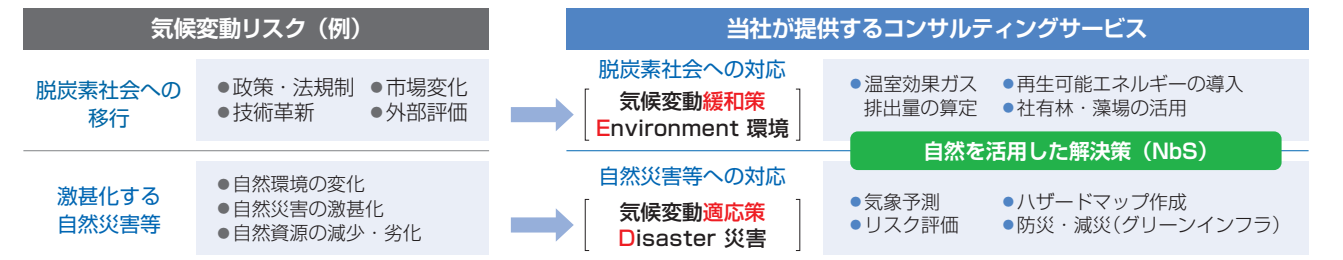 気候変動リスク（例）
脱炭素社会への
移行
●政策・法規制 ●市場変化
●技術革新 ●外部評価
激甚化する
自然災害等
●自然環境の変化
●自然災害の激甚化
●自然資源の減少・劣化
当社が提供するコンサルティングサービス
脱炭素社会への対応
気候変動緩和策
Environment 環境
●温室効果ガス
排出量の算定
●再生可能エネルギーの導入
●社有林・藻場の活用
自然を活用した解決策（NbS）
自然災害等への対応
気候変動適応策
Disaster 災害
●気象予測 ●ハザードマップ作成
●リスク評価 ●防災・減災(グリーンインフラ)